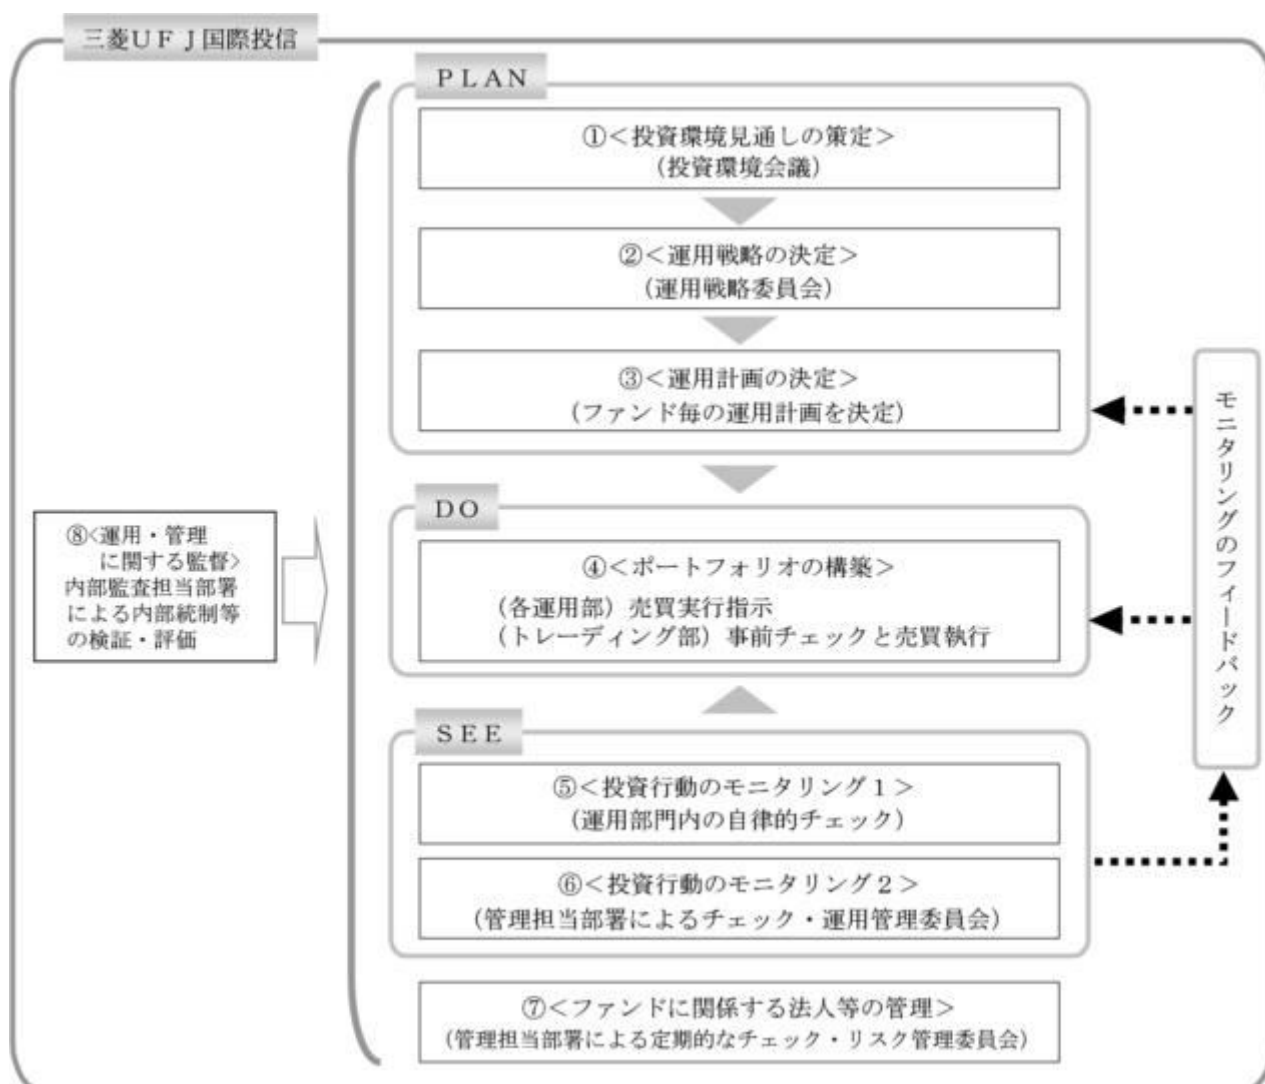 三菱UFJ国際投信
PLAN
①<投資環境見通しの策定>
(投資環境会議)
②<運用戦略の決定>
(運用戦略委員会)
③<運用計画の決定>
(ファンド毎の運用計画を決定)
DO
④<ポートフォリオの構築>
(各運用部)売買実行指示
(トレーディング部)事前チェックと売買執行
SEE
⑤<投資行動のモニタリング1>
(運用部門内の自律的チェック)
⑥<投資行動のモニタリング2>
(管理担当部署によるチェック・運用管理委員会)
⑦<ファンドに関係する法人等の管理>
(管理担当部署による定期的なチェック・リスク管理委員会)
⑧<運用・管理
に関する監督>
内部監査担当部署
による内部統制等
の検証・評価
モニタリングのフィードバック